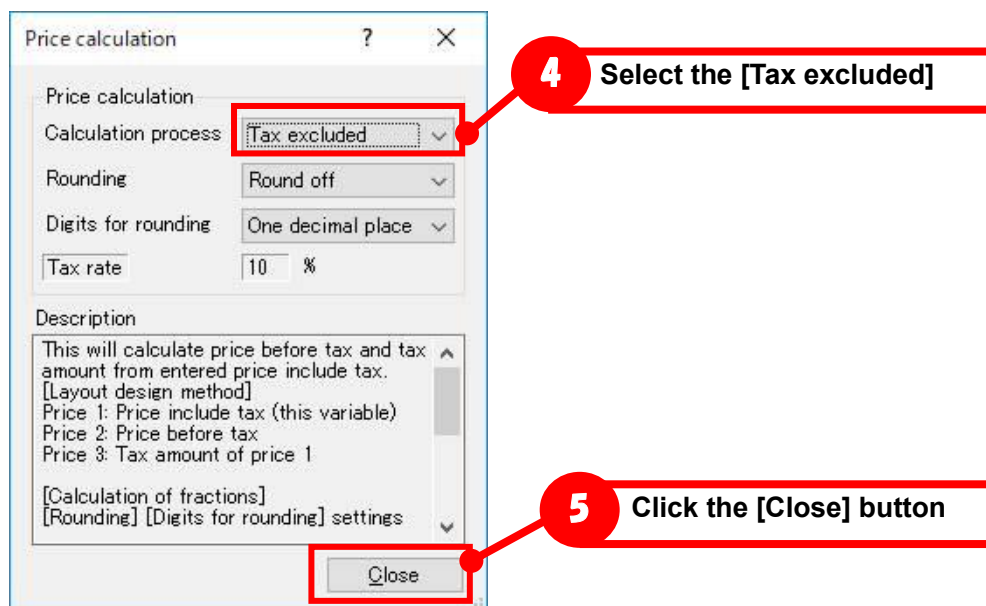 Price calculation
?
4
Select the [Tax excluded]
Price calculation
Calculation process
Tax excluded
Rounding
Round off
Digits for rounding
One decimal place
Tax rate
10
%
Description
This will calculate price before tax and tax
amount from entered price include tax.
[Layout design method]
Price 1: Price include tax (this variable)
Price 2: Price before tax
Price 3: Tax amount of price 1
[Calculation of fractions]
[Rounding] [Digits for rounding] settings
5
Click the [Close] button
Close